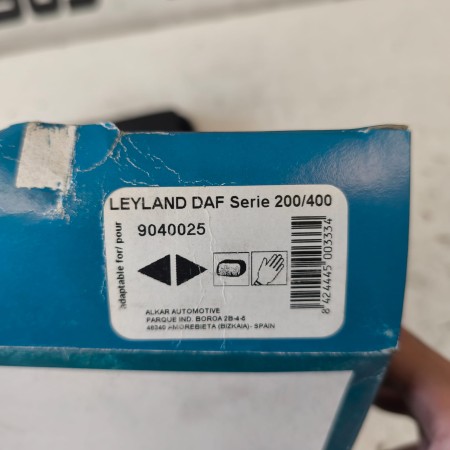 LEYLAND DAF Serie 200/400
9040025
Adaptable for/ pour
ALKAR AUTOMOTIVE
PARQUE IND. BOROA 2B-4-6
48340 AMOREBIETA (BIZKAIA)- SPAIN
8 424445 003334